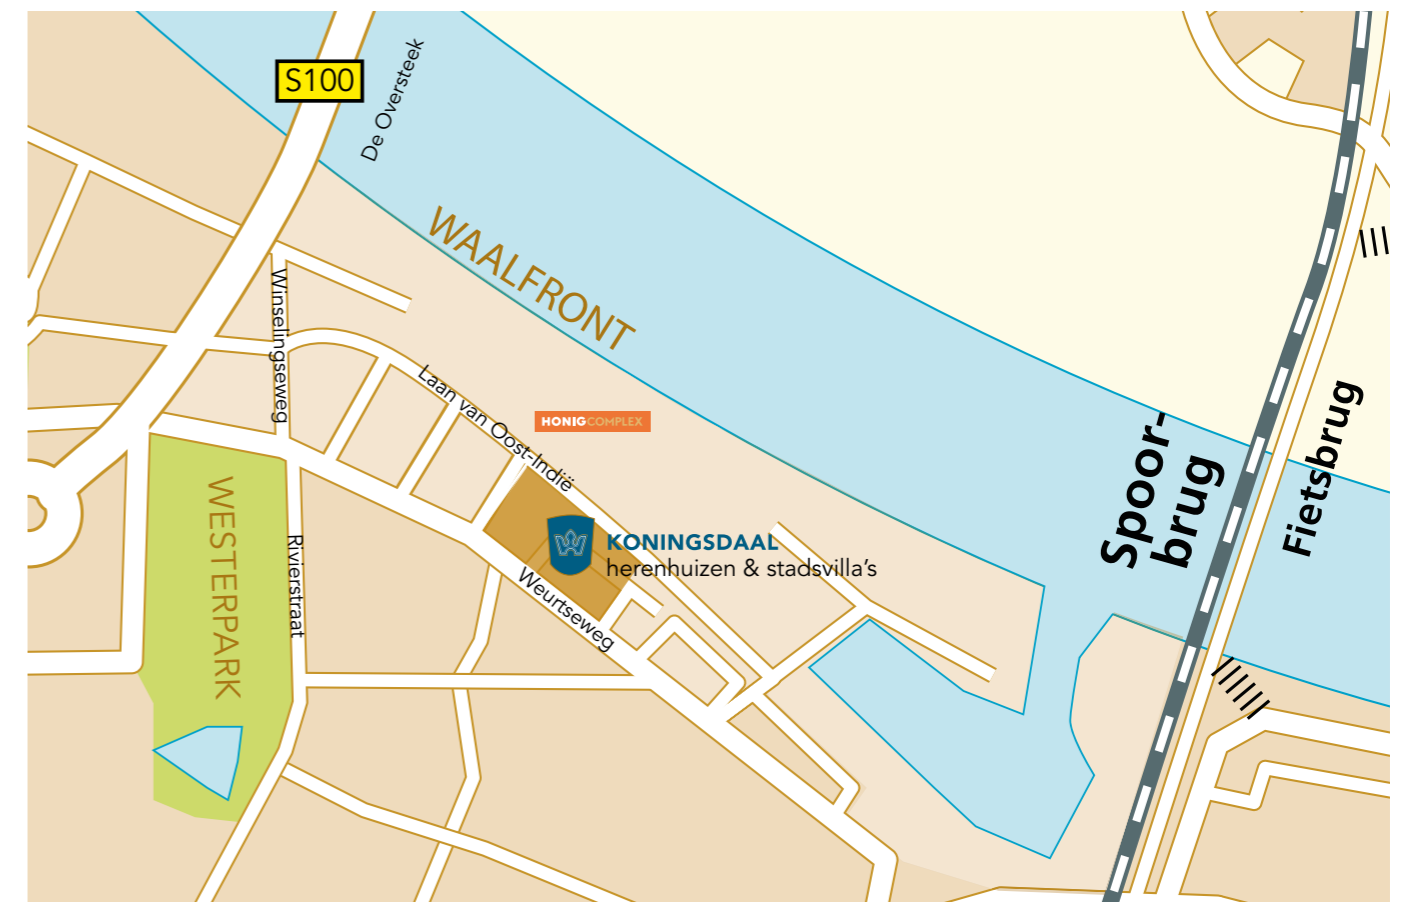 S100
De Oversteek
WAALFRONT
Winselingseweg
Laan van Oost-Indië
HONIGCOMPLEX
Spoor-
brug
Fietsbrug
WESTERPARK
Rivierstraat
KONINGSDAAL
herenhuizen & stadsvilla's
Weurtseweg